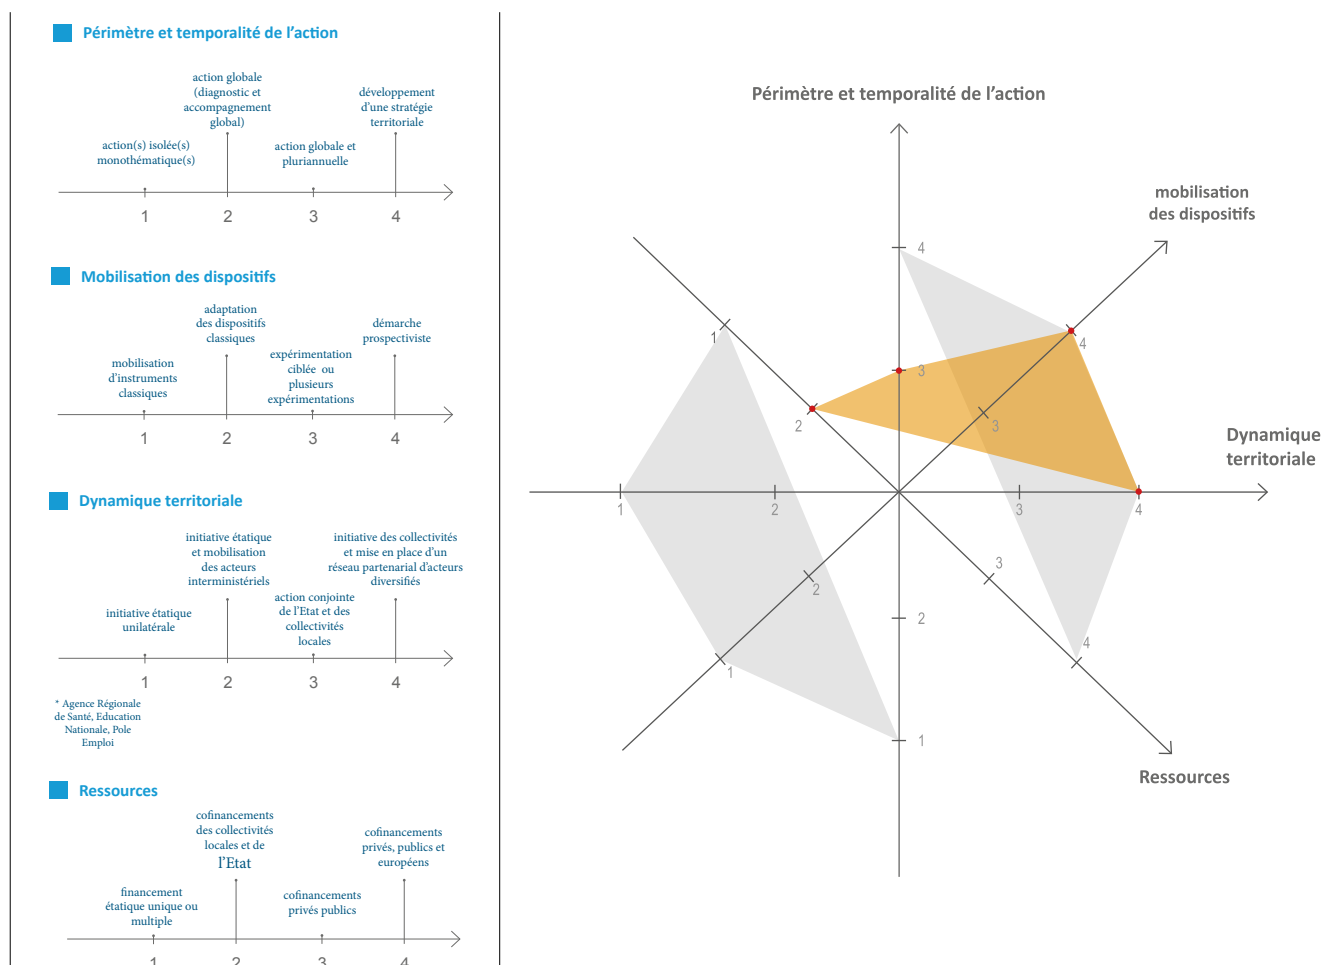 Périmètre et temporalité de l'action
action globale
(diagnostic et
accompagnement
global)
développement
d'une stratégie
territoriale
action(s) isolée(s)
monothématique(s)
action globale et
pluriannuelle
1 2 3 4
Mobilisation des dispositifs
adaptation
des dispositifs
classiques
démarche
prospectiviste
mobilisation
d'instruments
classiques
expérimentation
ciblée ou
plusieurs
expérimentations
1 2 3 4
Dynamique territoriale
initiative étatique
et mobilisation
des acteurs
interministériels
initiative des collectivités
et mise en place d'un
réseau partenarial d'acteurs
diversifiés
initiative étatique
unilatérale
action conjointe
de l'Etat et des
collectivités
locales
1 2 3 4
* Agence Régionale
de Santé, Education
Nationale, Pole
Emploi
Ressources
cofinancements
des collectivités
locales et de
l'Etat
cofinancements
privés, publics et
européens
financement
étatique unique ou
multiple
cofinancements
privés publics
1 2 3 4
Périmètre et temporalité de l'action
mobilisation
des dispositifs
4
1
4
3
2
3
Dynamique
territoriale
1 2 3 4
3
2
2
4
1
1
Ressources